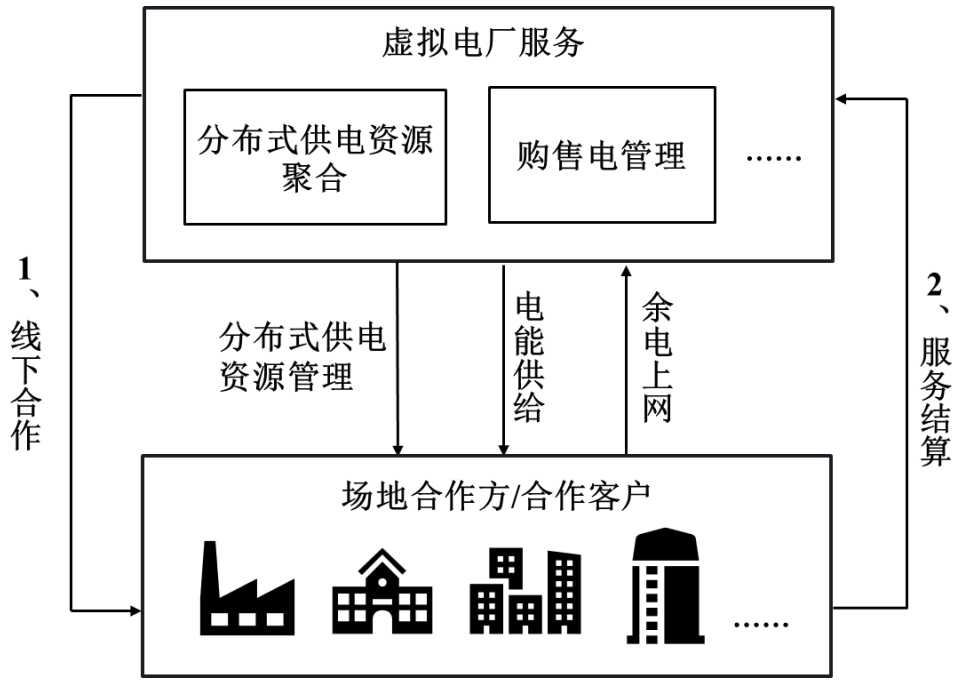 虚拟电厂服务
分布式供电资源
聚合
购售电管理
……
1、线下合作
分布式供电
资源管理
电能供给
余电上网
2、服务结算
场地合作方/合作客户
……